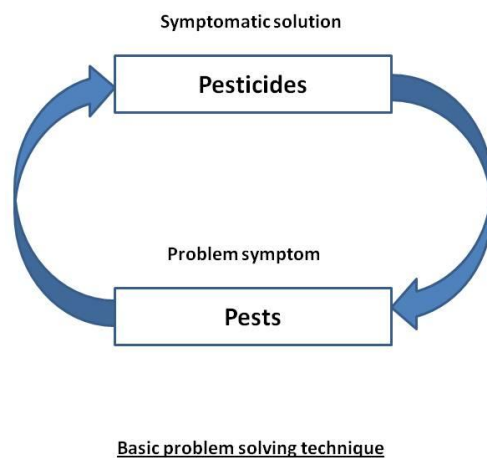 Symptomatic solution
Pesticides
Problem symptom
Pests
Basic problem solving technique